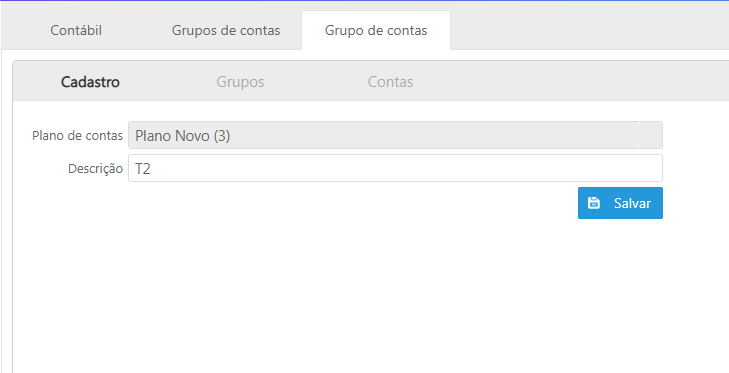 Contábil Grupos de contas Grupo de contas
Cadastro Grupos Contas
Plano de contas Plano Novo (3)
Descrição T2
Salvar